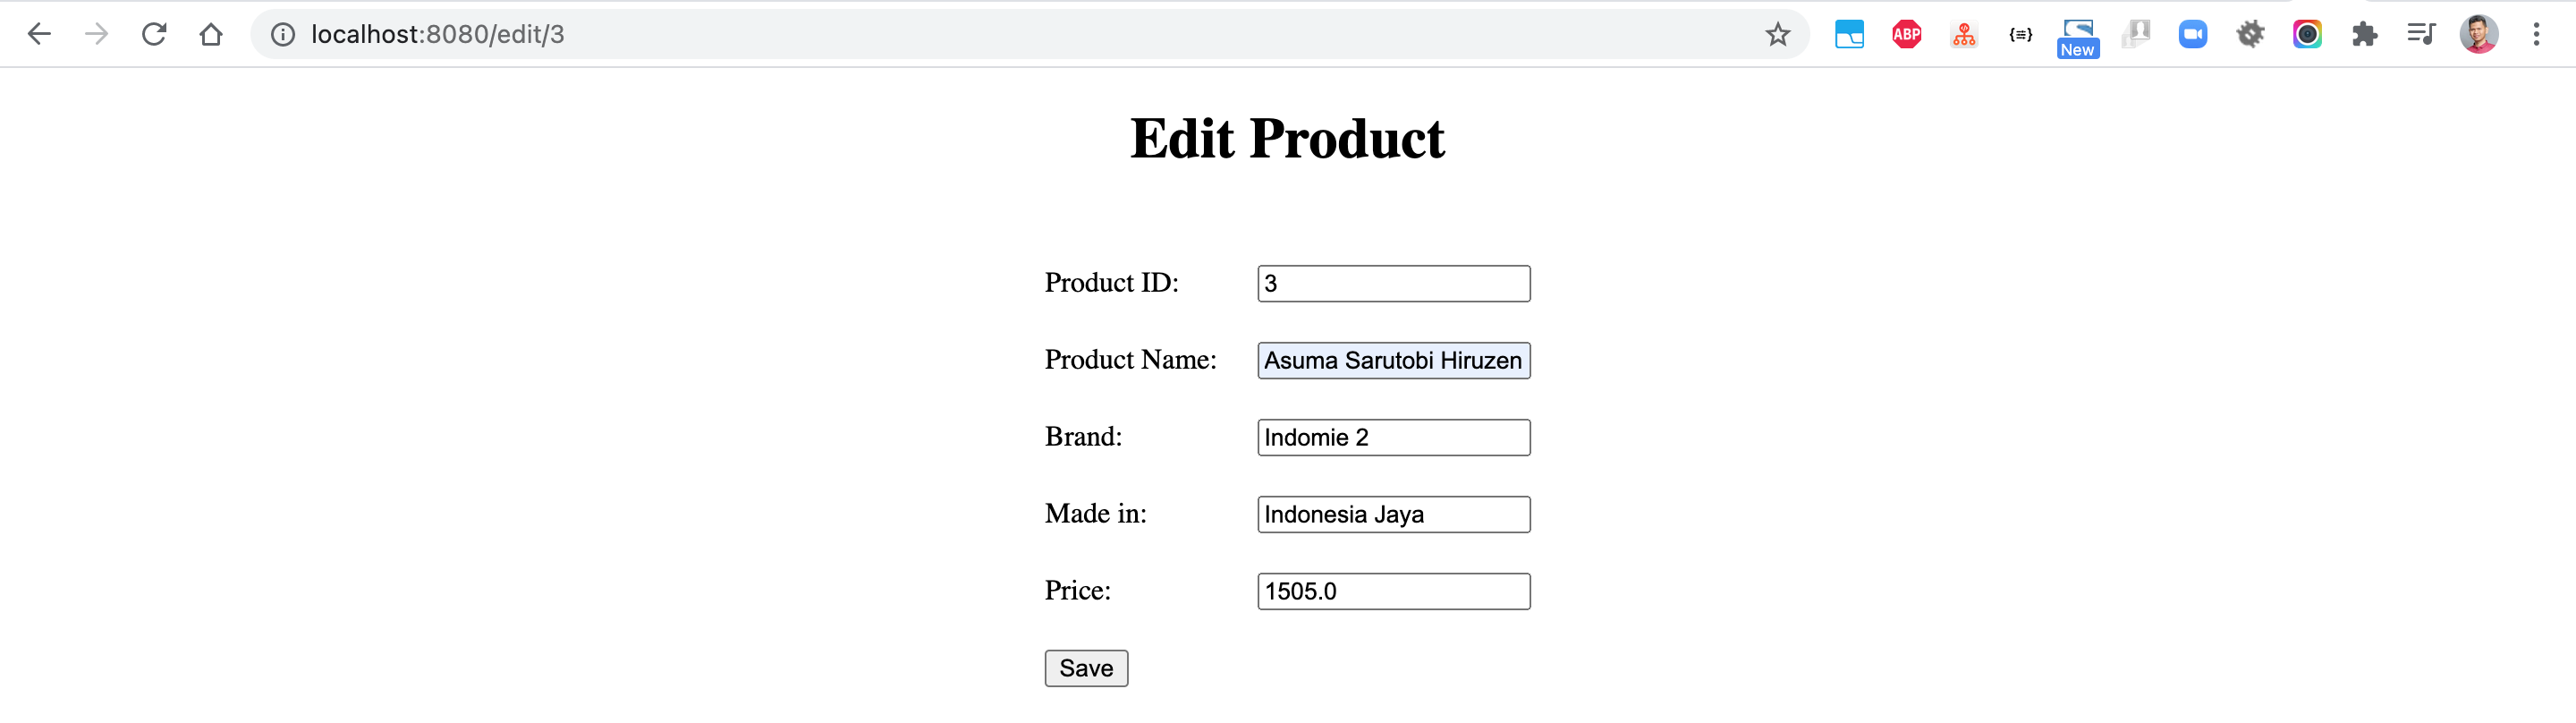 localhost:8080/edit/3
ABP
{≡}
New
Edit Product
Product ID: 3
Product Name: Asuma Sarutobi Hiruzen
Brand: Indomie 2
Made in: Indonesia Jaya
Price: 1505.0
Save